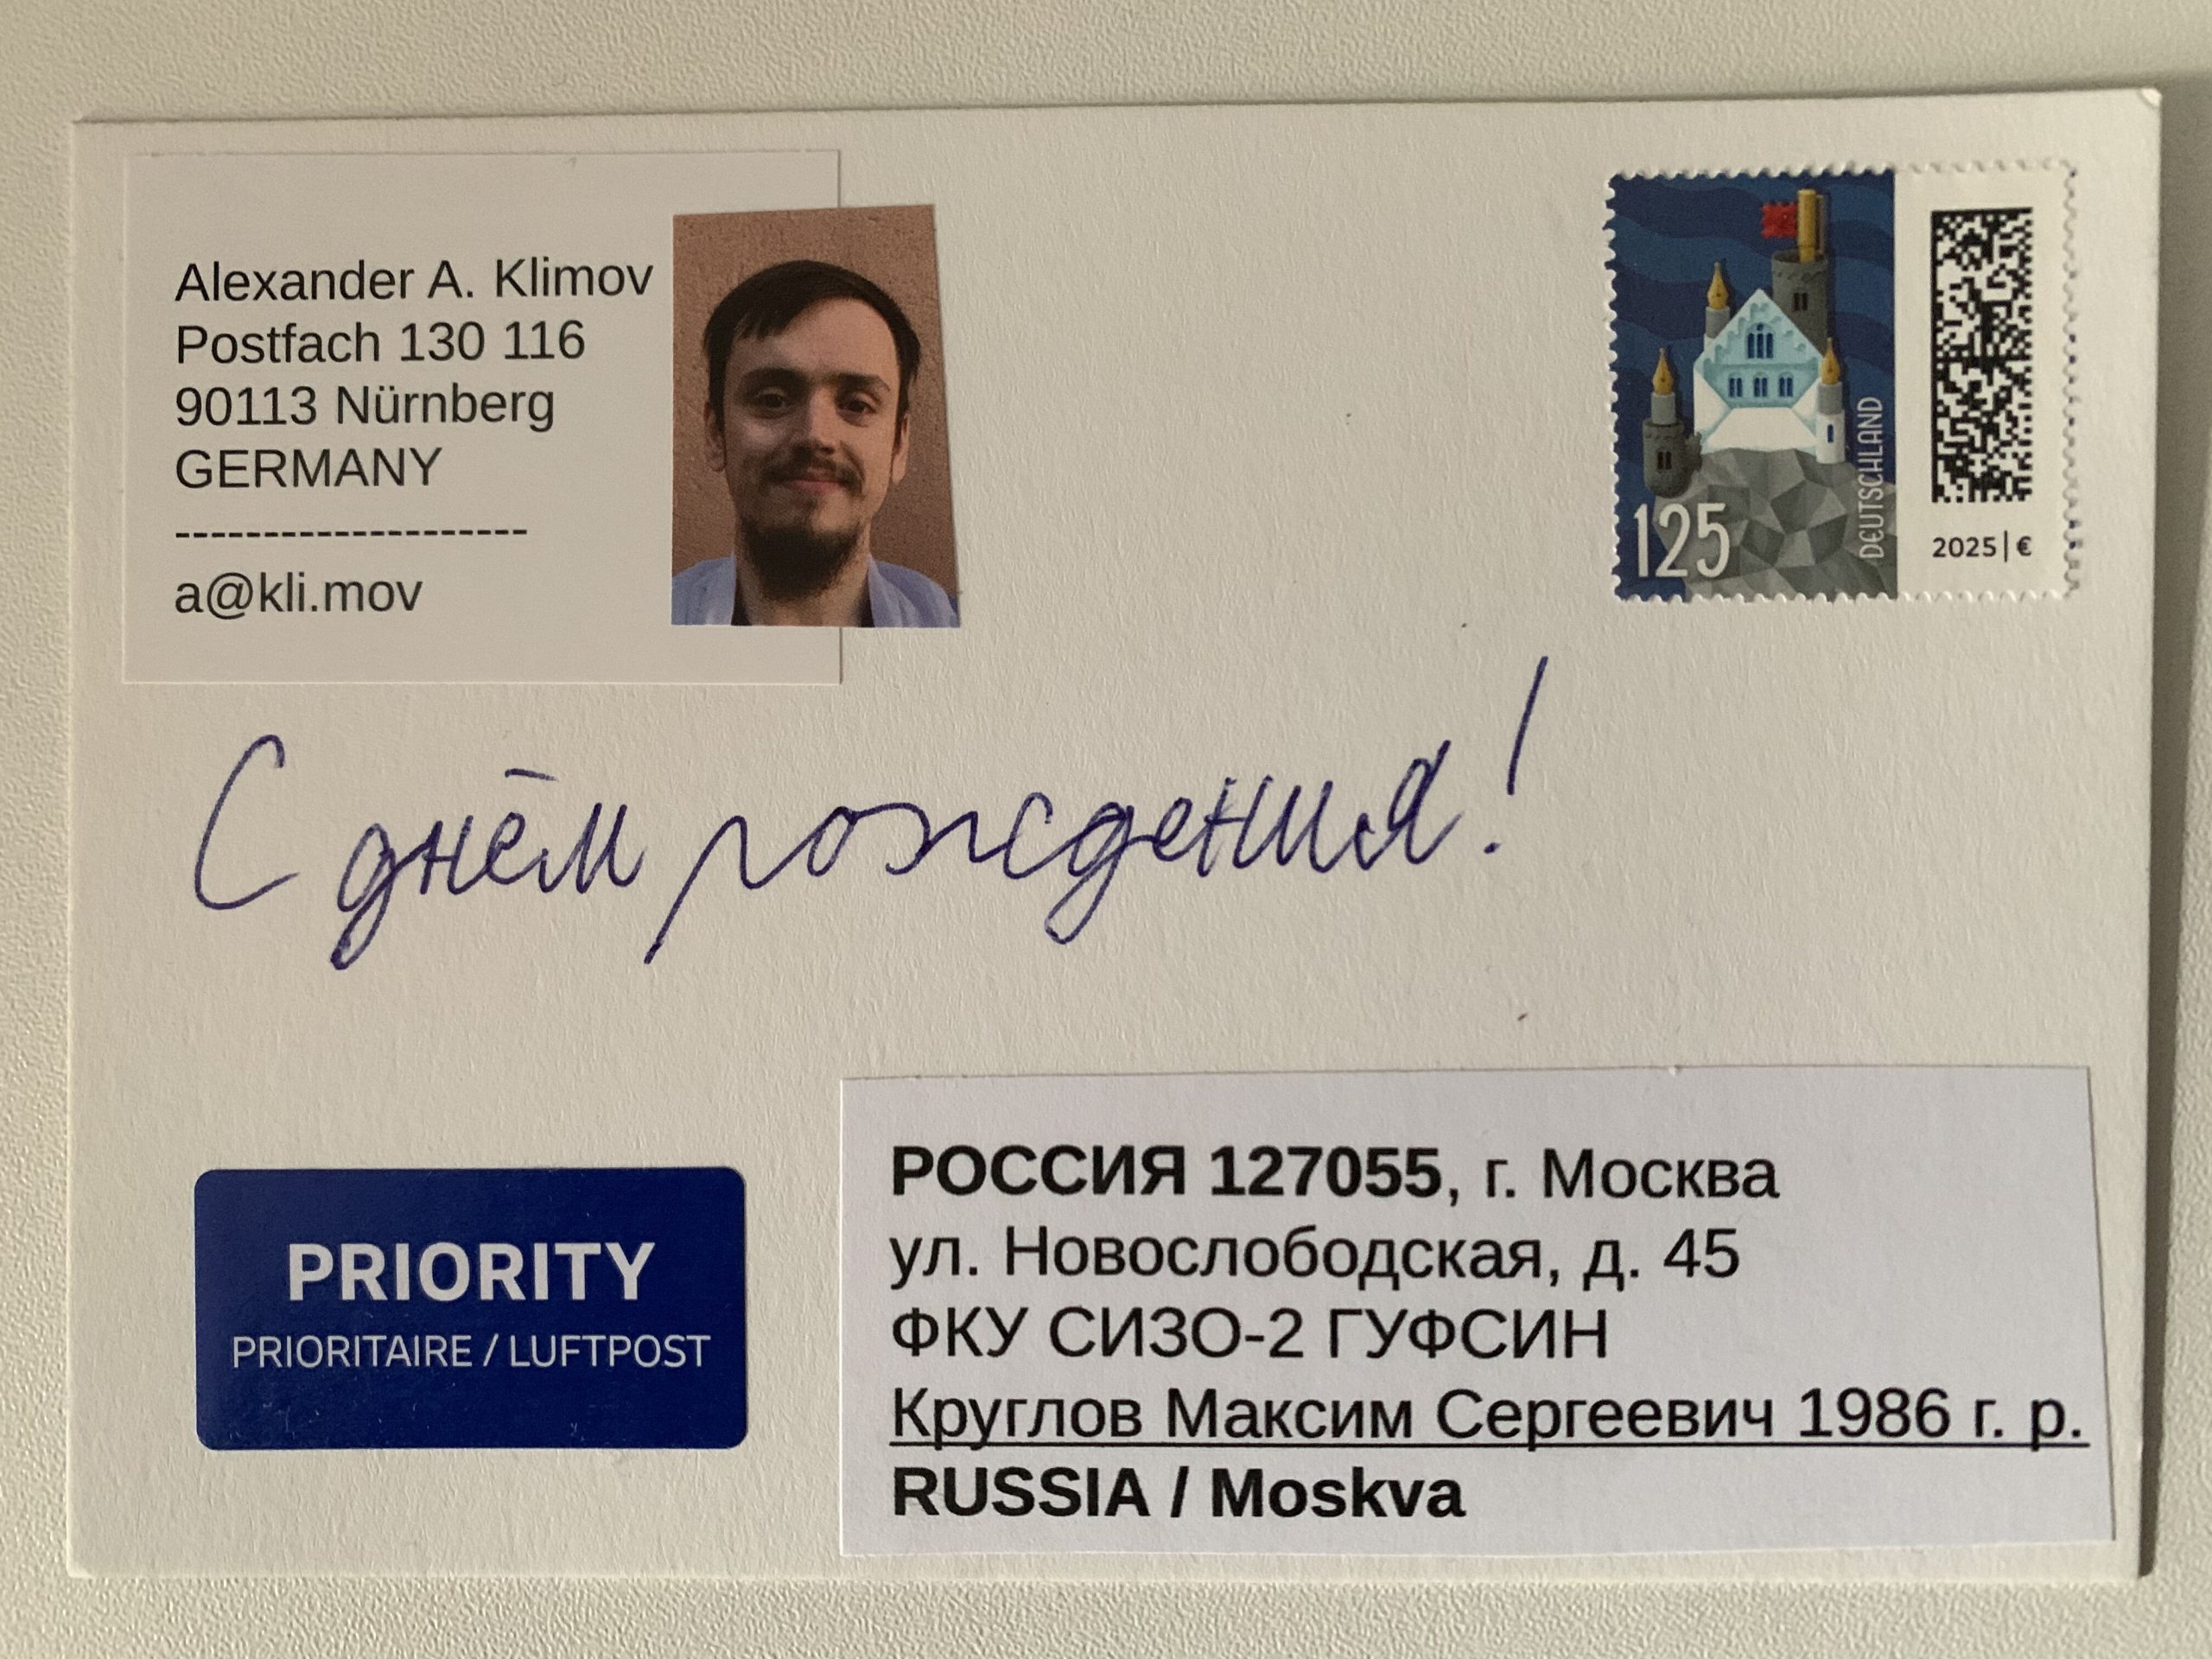 Alexander A. Klimov
Postfach 130 116
90113 Nürnberg
GERMANY
--------------------
a@kli.mov
125
DEUTSCHLAND
2025|€
С днём рождения!
PRIORITY
PRIORITAIRE / LUFTPOST
РОССИЯ 127055, г. Москва
ул. Новослободская, д. 45
ФКУ СИЗО-2 ГУФСИН
Круглов Максим Сергеевич 1986 г. р.
RUSSIA / Moskva